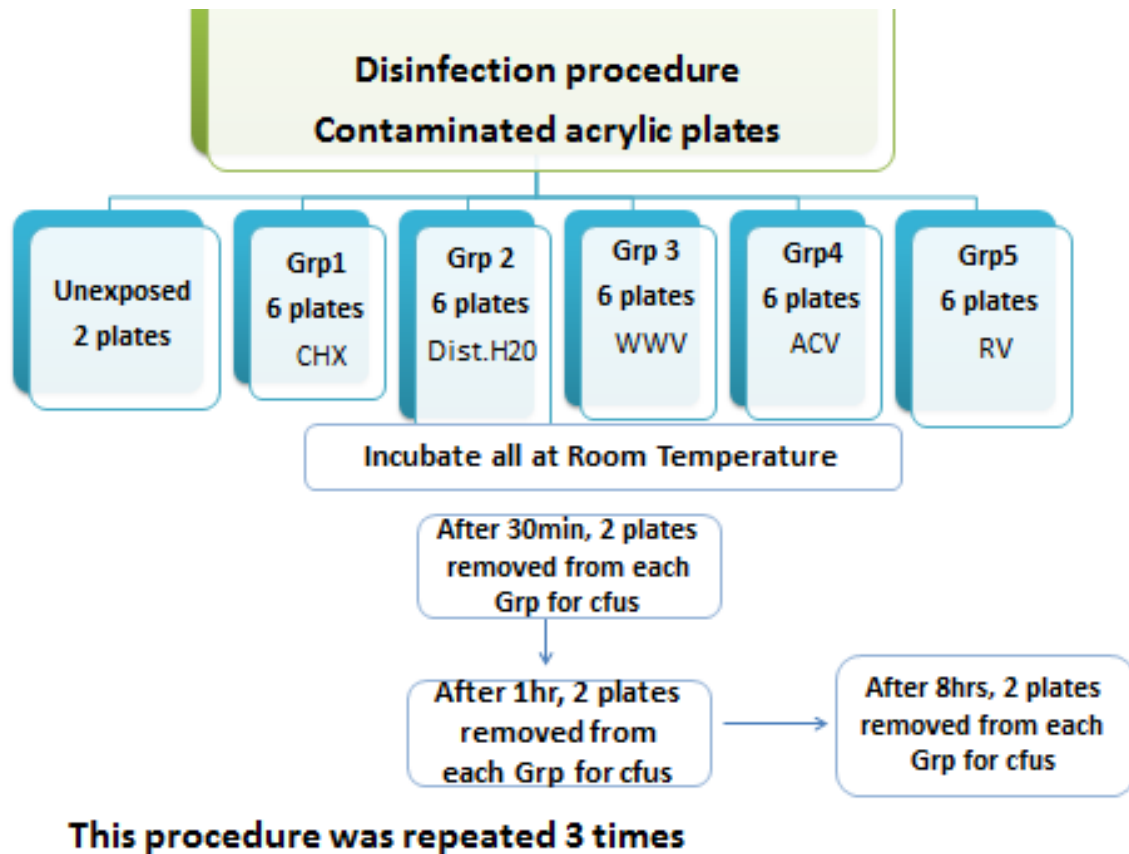 Disinfection procedure
Contaminated acrylic plates
Unexposed
2 plates
Grp1
6 plates
CHX
Grp 2
6 plates
Dist.H20
Grp 3
6 plates
WWV
Grp4
6 plates
ACV
Grp5
6 plates
RV
Incubate all at Room Temperature
After 30min, 2 plates
removed from each
Grp for cfus
After 1hr, 2 plates
removed from
each Grp for cfus
After 8hrs, 2 plates
removed from each
Grp for cfus
This procedure was repeated 3 times